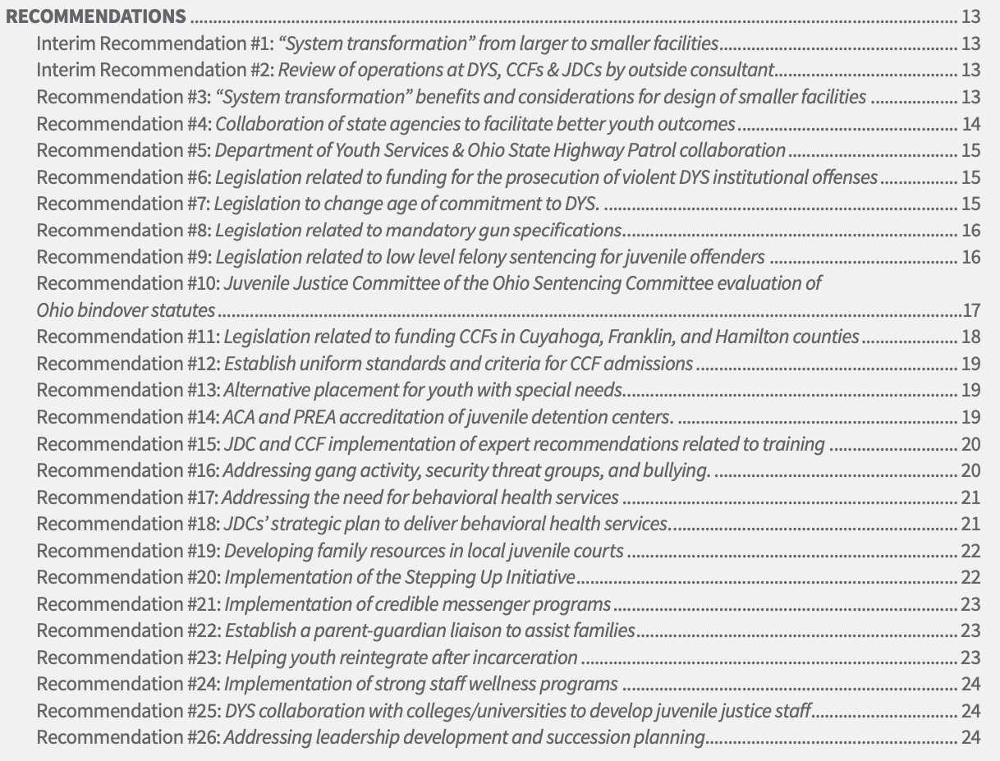 RECOMMENDATIONS ........ 13
Interim Recommendation #1: “System transformation” from larger to smaller facilities ........ 13
Interim Recommendation #2: Review of operations at DYS, CCFs & JDCs by outside consultant ........ 13
Recommendation #3: “System transformation” benefits and considerations for design of smaller facilities ........ 13
Recommendation #4: Collaboration of state agencies to facilitate better youth outcomes ........ 14
Recommendation #5: Department of Youth Services & Ohio State Highway Patrol collaboration ........ 15
Recommendation #6: Legislation related to funding for the prosecution of violent DYS institutional offenses ........ 15
Recommendation #7: Legislation to change age of commitment to DYS. ........ 15
Recommendation #8: Legislation related to mandatory gun specifications ........ 16
Recommendation #9: Legislation related to low level felony sentencing for juvenile offenders ........ 16
Recommendation #10: Juvenile Justice Committee of the Ohio Sentencing Committee evaluation of
Ohio bindover statutes ........ 17
Recommendation #11: Legislation related to funding CCFs in Cuyahoga, Franklin, and Hamilton counties ........ 18
Recommendation #12: Establish uniform standards and criteria for CCF admissions ........ 19
Recommendation #13: Alternative placement for youth with special needs ........ 19
Recommendation #14: ACA and PREA accreditation of juvenile detention centers. ........ 19
Recommendation #15: JDC and CCF implementation of expert recommendations related to training ........ 20
Recommendation #16: Addressing gang activity, security threat groups, and bullying. ........ 20
Recommendation #17: Addressing the need for behavioral health services ........ 21
Recommendation #18: JDCs’ strategic plan to deliver behavioral health services ........ 21
Recommendation #19: Developing family resources in local juvenile courts ........ 22
Recommendation #20: Implementation of the Stepping Up Initiative ........ 22
Recommendation #21: Implementation of credible messenger programs ........ 23
Recommendation #22: Establish a parent-guardian liaison to assist families ........ 23
Recommendation #23: Helping youth reintegrate after incarceration ........ 23
Recommendation #24: Implementation of strong staff wellness programs ........ 24
Recommendation #25: DYS collaboration with colleges/universities to develop juvenile justice staff ........ 24
Recommendation #26: Addressing leadership development and succession planning ........ 24